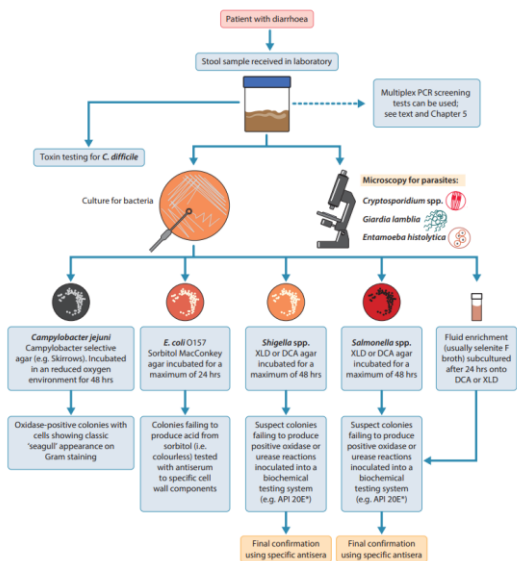 Patient with diarrhoea
Stool sample received in laboratory
Multiplex PCR screening
tests can be used;
see text and Chapter 5
Toxin testing for C. difficile
Culture for bacteria
Microscopy for parasites:
Cryptosporidium spp.
Giardia lamblia
Entamoeba histolytica
Campylobacter jejuni
Campylobacter selective
agar (e.g. Skirrows). Incubated
in an reduced oxygen
environment for 48 hrs
E. coli O157
Sorbitol MacConkey
agar incubated for a
maximum of 24 hrs
Shigella spp.
XLD or DCA agar
incubated for a
maximum of 48 hrs
Salmonella spp.
XLD or DCA agar
incubated for a
maximum of 48 hrs
Fluid enrichment
(usually selenite F
broth) subcultured
after 24 hrs onto
DCA or XLD
Oxidase-positive colonies with
cells showing classic
'seagull' appearance on
Gram staining
Colonies failing to
produce acid from
sorbitol (i.e.
colourless) tested
with antiserum
to specific cell
wall components
Suspect colonies
failing to produce
positive oxidase or
urease reactions
inoculated into a
biochemical
testing system
(e.g. API 20E*)
Suspect colonies
failing to produce
positive oxidase or
urease reactions
inoculated into a
biochemical
testing system
(e.g. API 20E*)
Final confirmation
using specific antisera
Final confirmation
using specific antisera